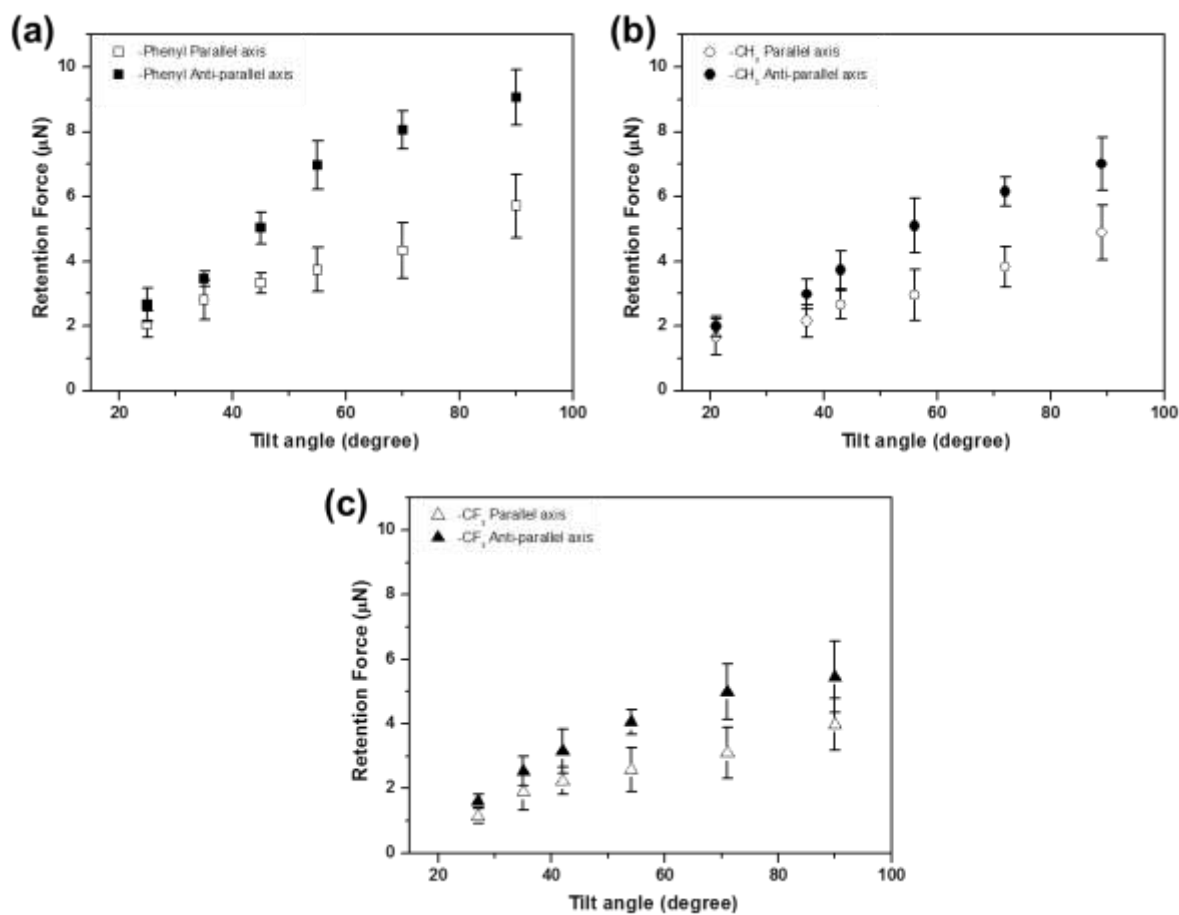 (a)
-Phenyl Parallel axis
-Phenyl Anti-parallel axis
Retention Force (μN)
10
8
6
4
2
0
20 40 60 80 100
Tilt angle (degree)
(b)
-CH₃ Parallel axis
-CH₃ Anti-parallel axis
Retention Force (μN)
10
8
6
4
2
0
20 40 60 80 100
Tilt angle (degree)
(c)
-CF₃ Parallel axis
-CF₃ Anti-parallel axis
Retention Force (μN)
10
8
6
4
2
0
20 40 60 80 100
Tilt angle (degree)